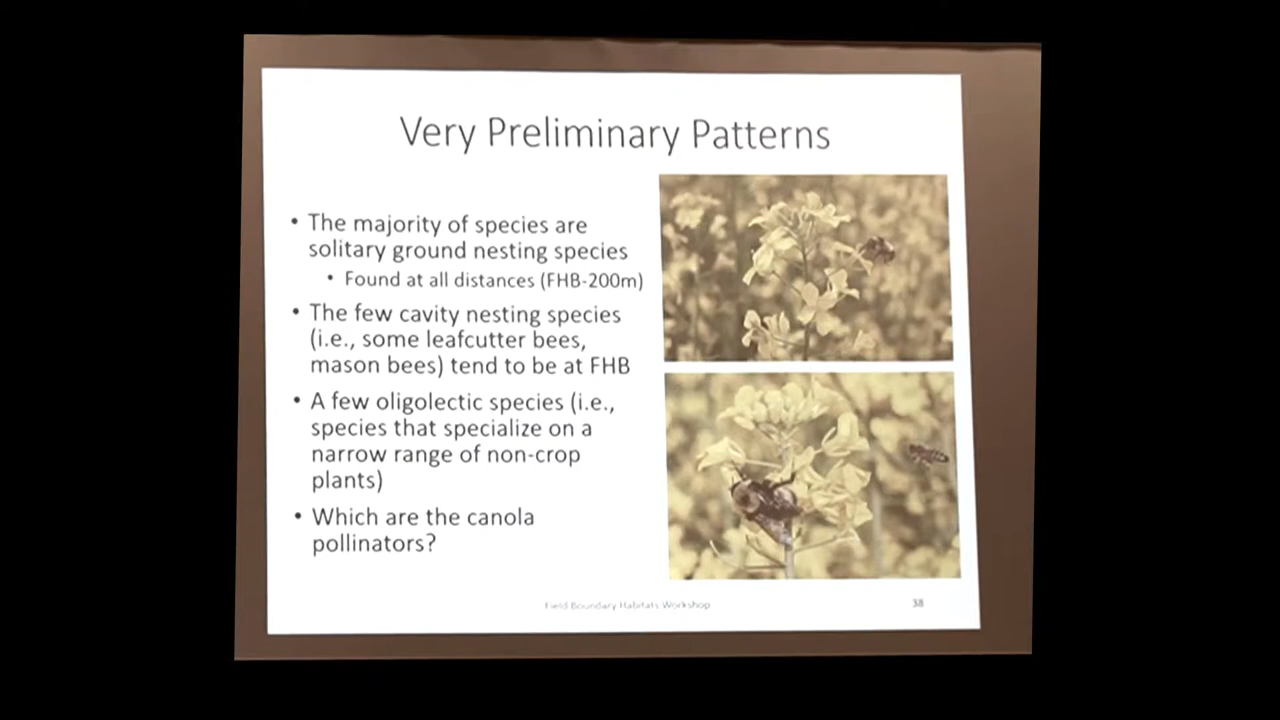 Very Preliminary Patterns
• The majority of species are
solitary ground nesting species
• Found at all distances (FHB-200m)
• The few cavity nesting species
(i.e., some leafcutter bees,
mason bees) tend to be at FHB
• A few oligolectic species (i.e.,
species that specialize on a
narrow range of non-crop
plants)
• Which are the canola
pollinators?
Field Boundary Habitats Workshop
38